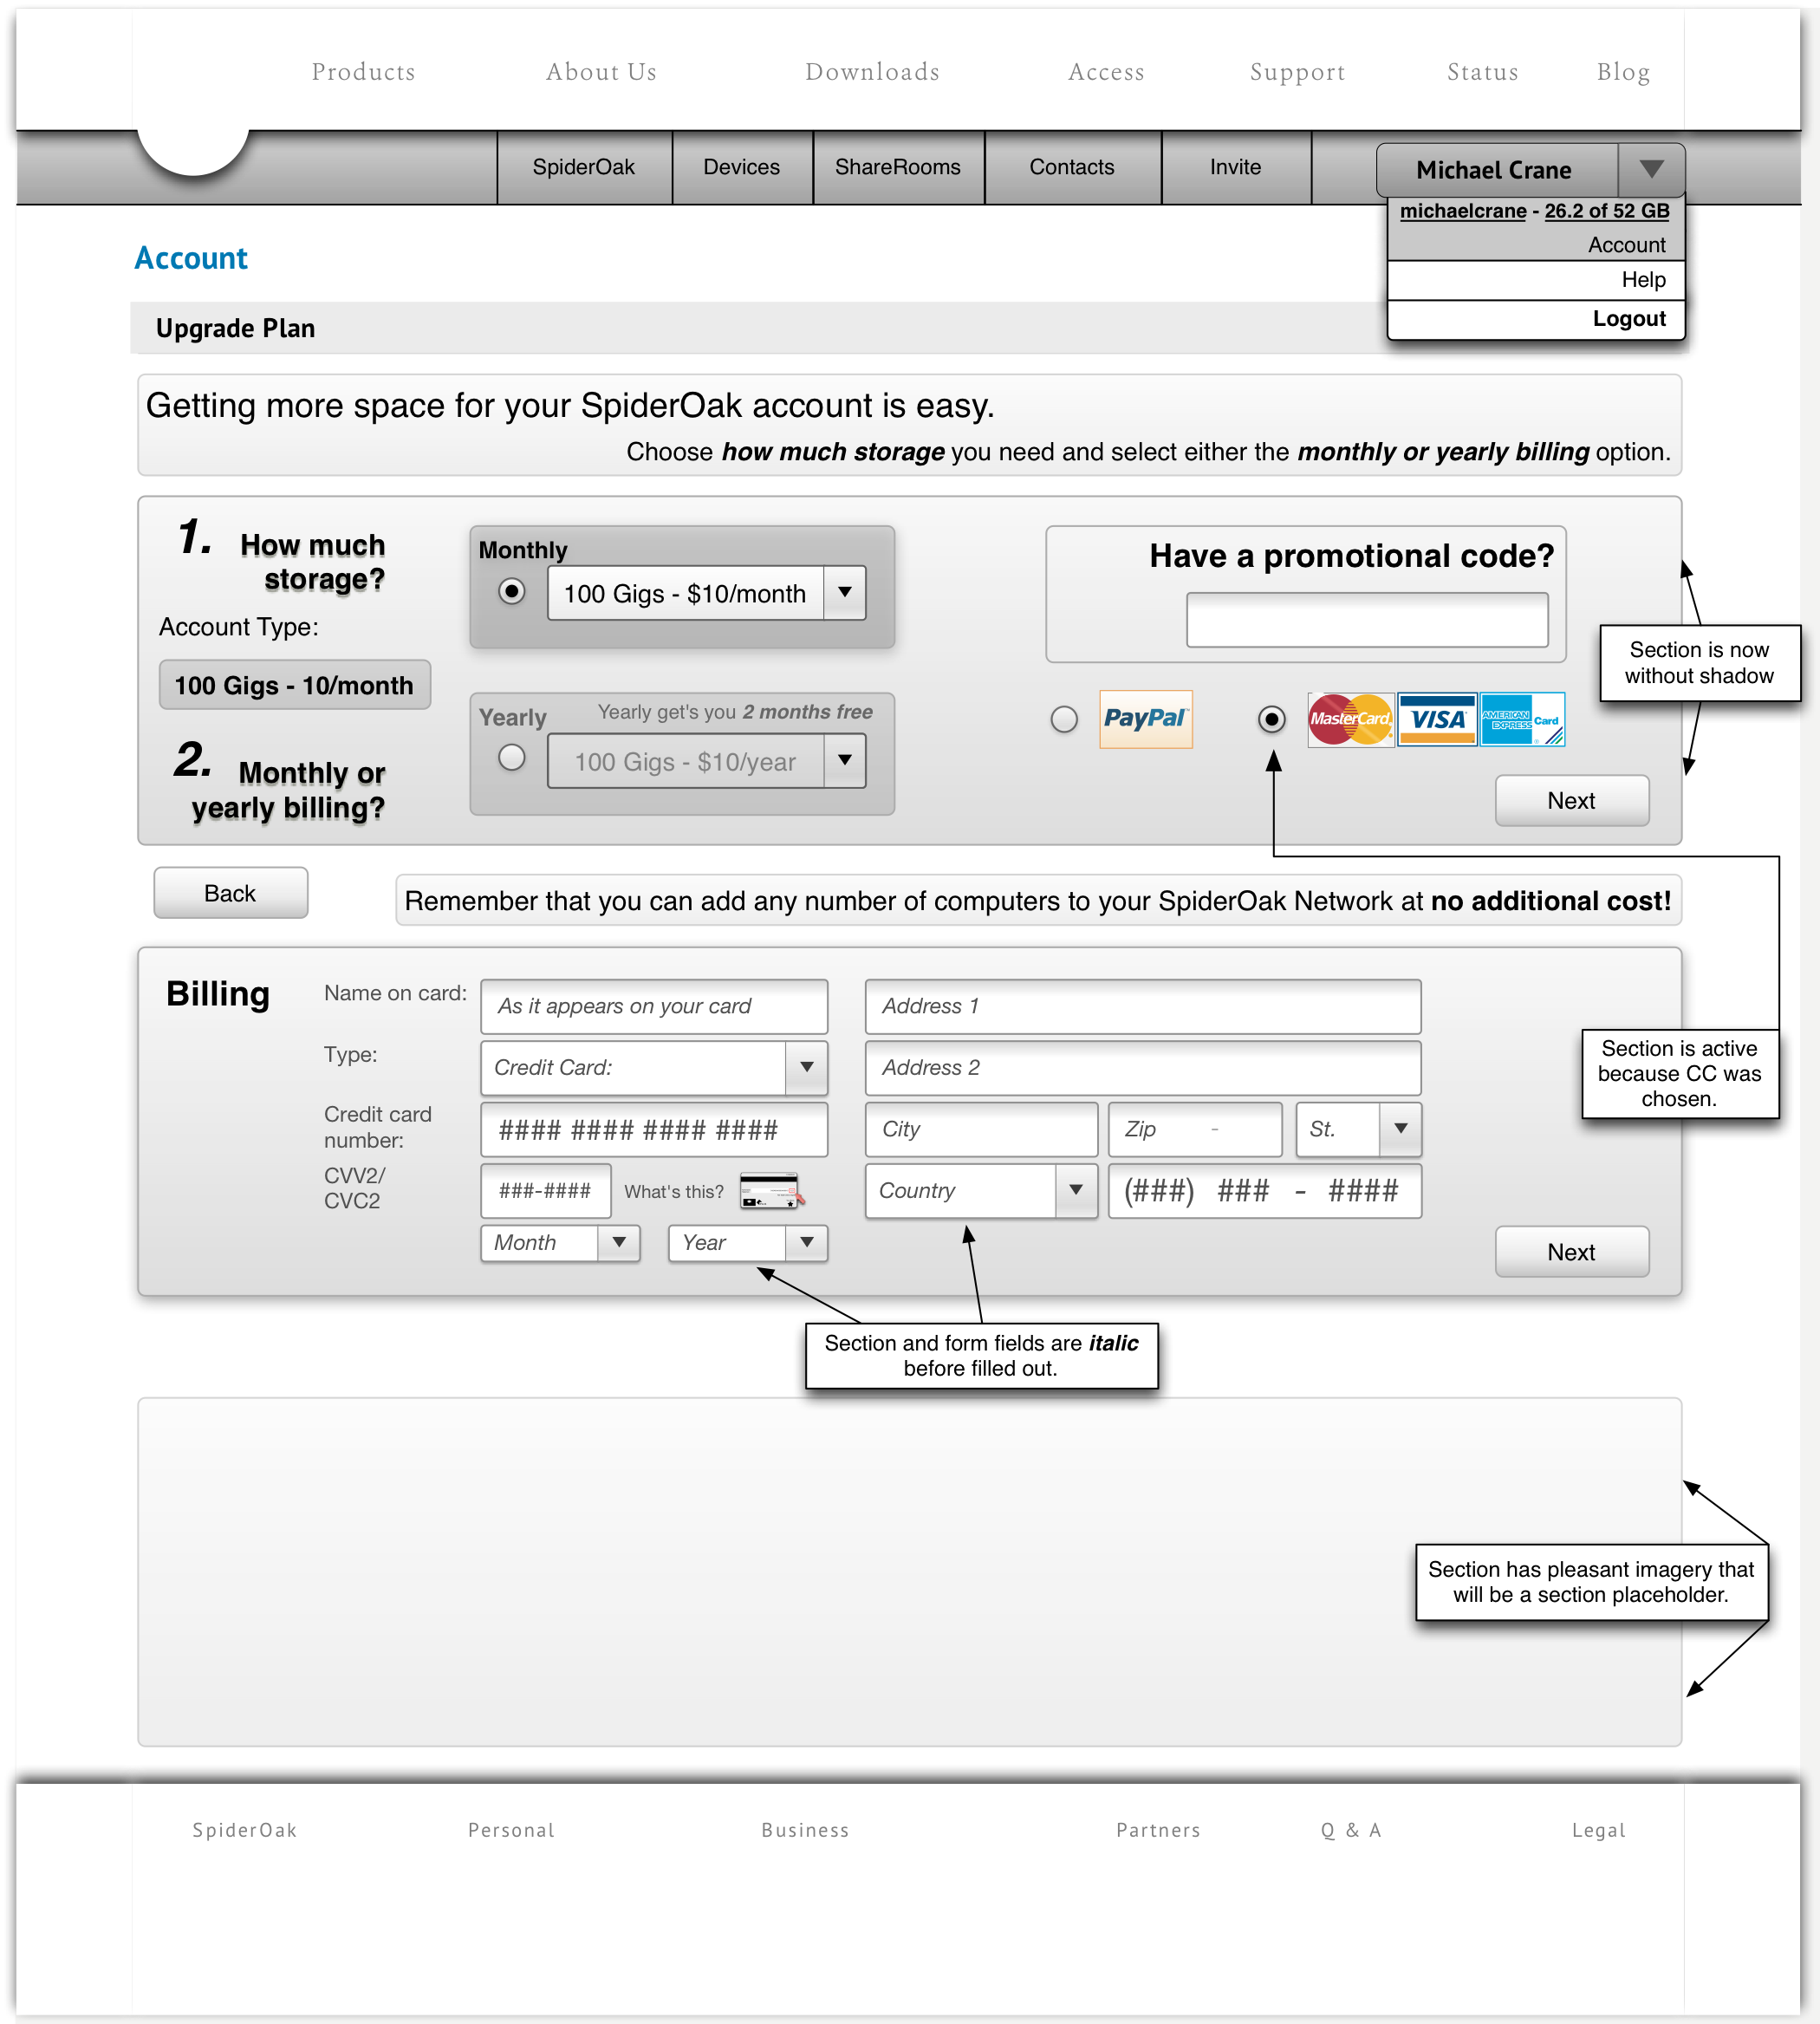 Products About Us Downloads Access Support Status Blog
SpiderOak Devices ShareRooms Contacts Invite Michael Crane
michaelcrane - 26.2 of 52 GB
Account
Help
Logout
Account
Upgrade Plan
Getting more space for your SpiderOak account is easy.
Choose how much storage you need and select either the monthly or yearly billing option.
1. How much
storage?
Account Type:
100 Gigs - 10/month
2. Monthly or
yearly billing?
Monthly
100 Gigs - $10/month
Yearly Yearly get's you 2 months free
100 Gigs - $10/year
Have a promotional code?
PayPal MasterCard VISA AMERICAN EXPRESS Card
Next
Section is now
without shadow
Back
Remember that you can add any number of computers to your SpiderOak Network at no additional cost!
Billing
Name on card: As it appears on your card Address 1
Type: Credit Card: Address 2
Credit card
number: #### #### #### #### City Zip - St.
CVV2/
CVC2 ###-#### What's this? Country (###) ### - ####
Month Year
Next
Section is active
because CC was
chosen.
Section and form fields are italic
before filled out.
Section has pleasant imagery that
will be a section placeholder.
SpiderOak Personal Business Partners Q & A Legal